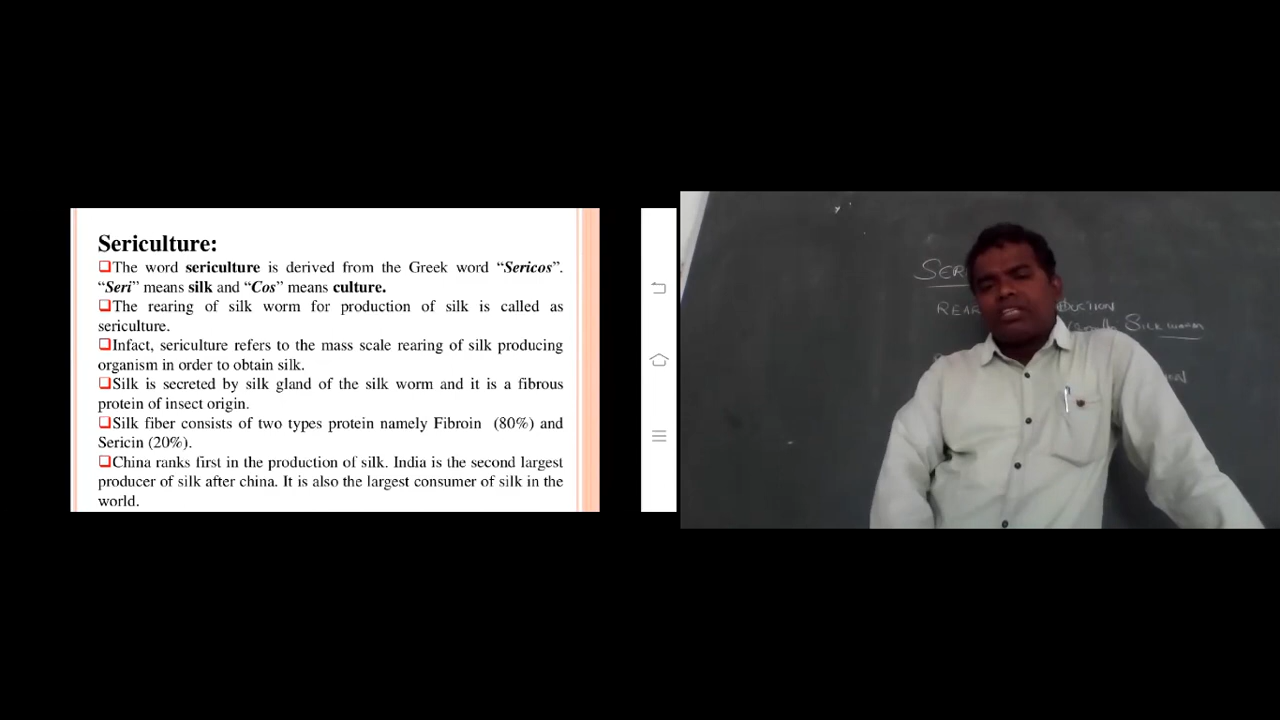 Sericulture:
❑The word sericulture is derived from the Greek word “Sericos”.
“Seri” means silk and “Cos” means culture.
❑The rearing of silk worm for production of silk is called as
sericulture.
❑Infact, sericulture refers to the mass scale rearing of silk producing
organism in order to obtain silk.
❑Silk is secreted by silk gland of the silk worm and it is a fibrous
protein of insect origin.
❑Silk fiber consists of two types protein namely Fibroin (80%) and
Sericin (20%).
❑China ranks first in the production of silk. India is the second largest
producer of silk after china. It is also the largest consumer of silk in the
world.
SER
REAR DUCTION
SILK WORM